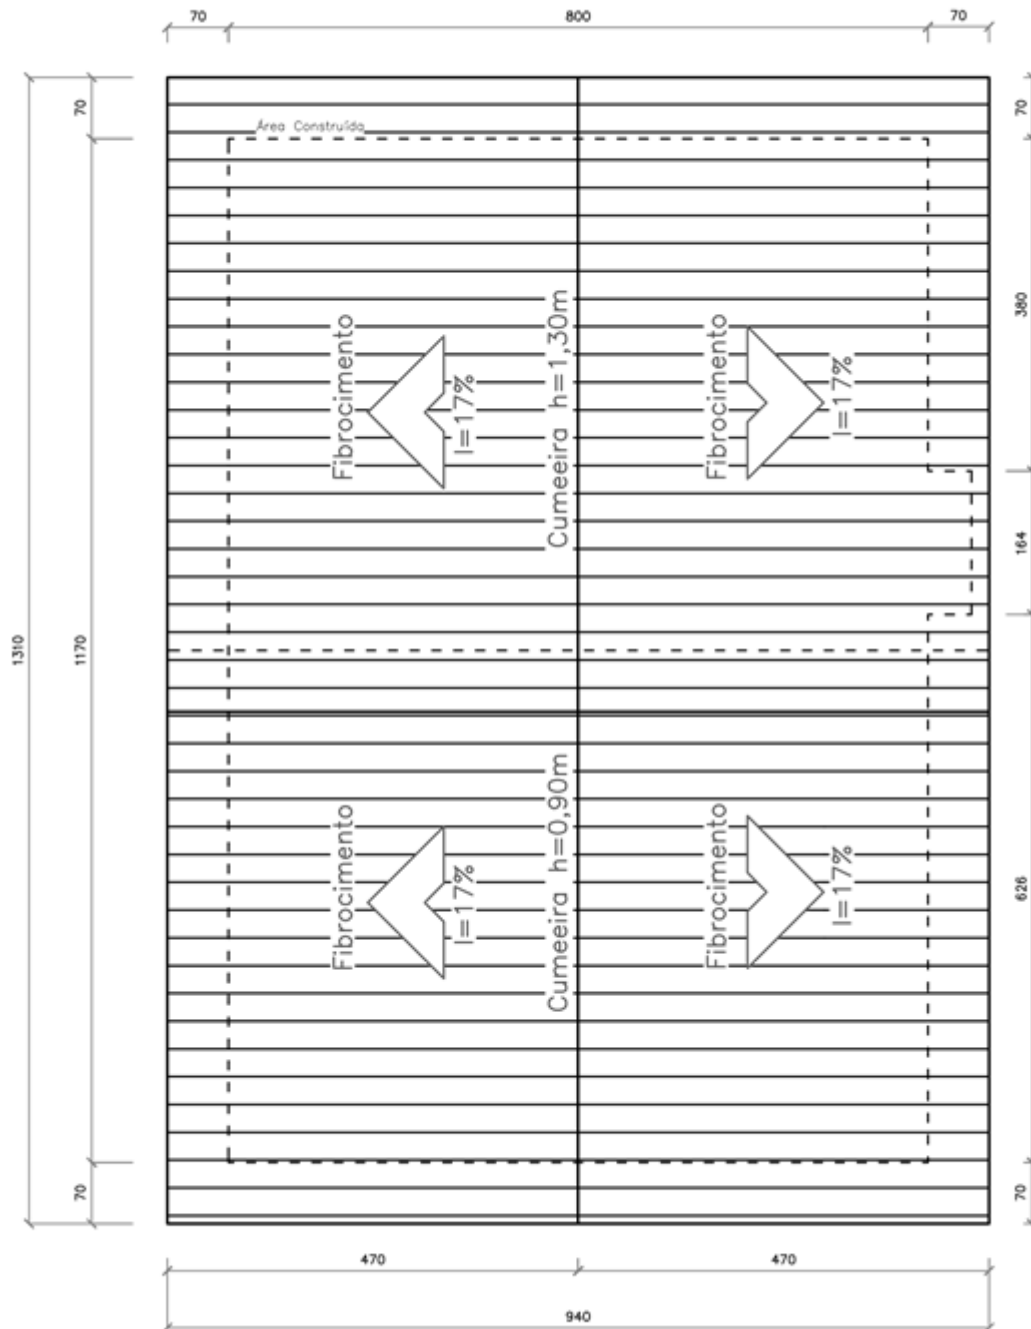 70
800
70
70
70
Área Construída
380
Fibrocimento
I=17%
Cumeeira h=1,30m
Fibrocimento
I=17%
164
1310
1170
Fibrocimento
I=17%
Cumeeira h=0,90m
Fibrocimento
I=17%
626
70
70
470
470
940